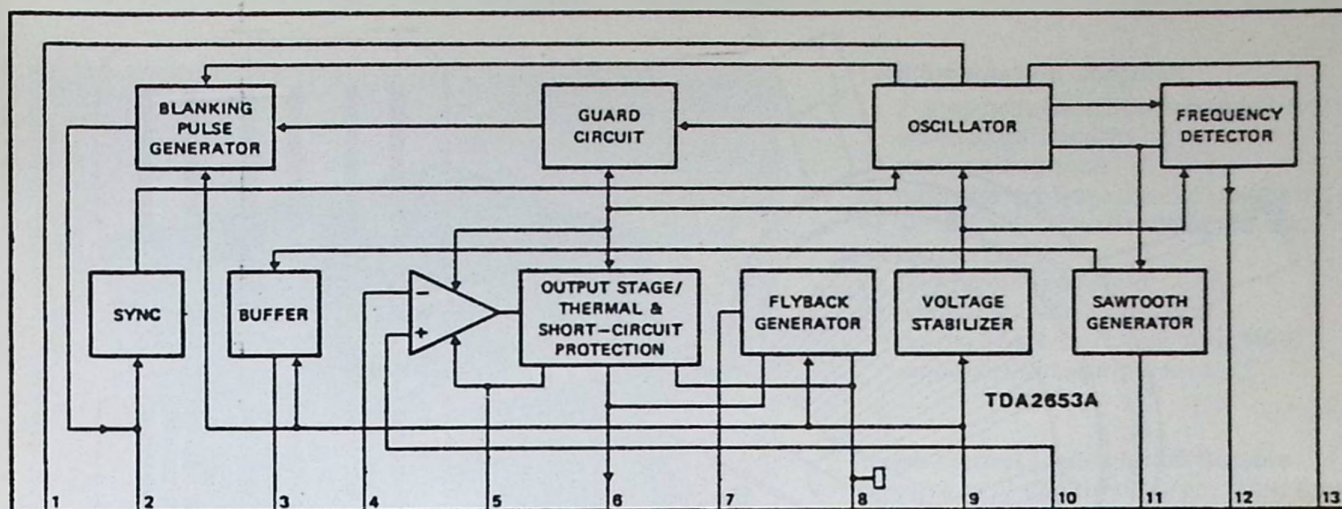 BLANKING
PULSE
GENERATOR
GUARD
CIRCUIT
OSCILLATOR
FREQUENCY
DETECTOR
SYNC
BUFFER
−
+
OUTPUT STAGE/
THERMAL &
SHORT–CIRCUIT
PROTECTION
FLYBACK
GENERATOR
VOLTAGE
STABILIZER
SAWTOOTH
GENERATOR
TDA2653A
1 2 3 4 5 6 7 8 9 10 11 12 13